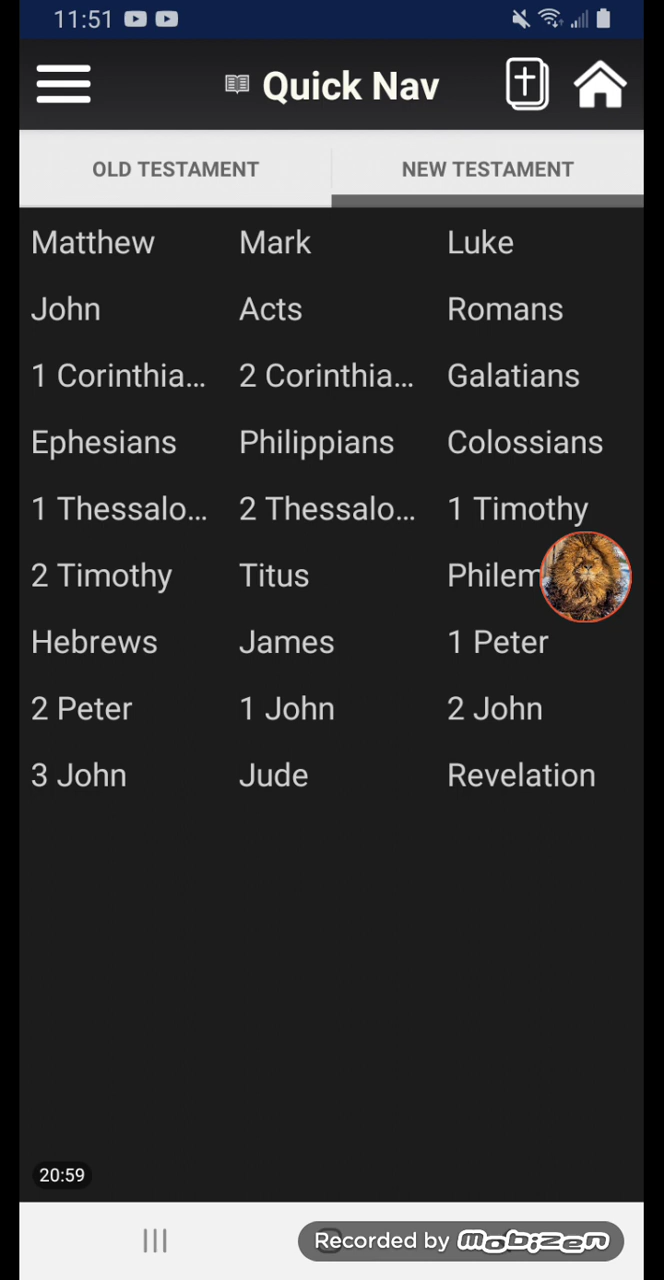 11:51
Quick Nav
OLD TESTAMENT NEW TESTAMENT
Matthew Mark Luke
John Acts Romans
1 Corinthia... 2 Corinthia... Galatians
Ephesians Philippians Colossians
1 Thessalo... 2 Thessalo... 1 Timothy
2 Timothy Titus Philem
Hebrews James 1 Peter
2 Peter 1 John 2 John
3 John Jude Revelation
20:59
Recorded by mobizen